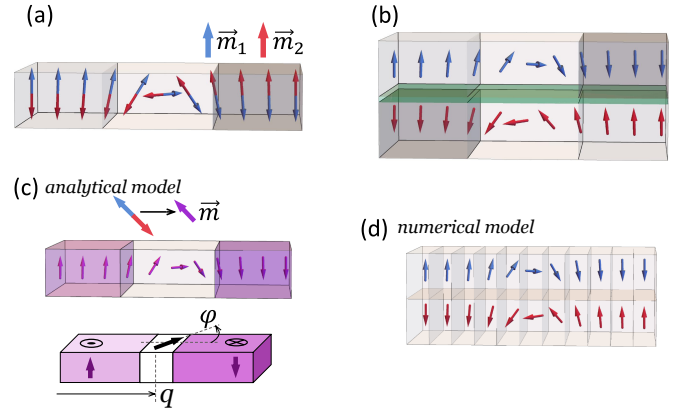 (a)
m⃗₁ m⃗₂
(b)
(c)
analytical model
m⃗
φ
q
(d) numerical model